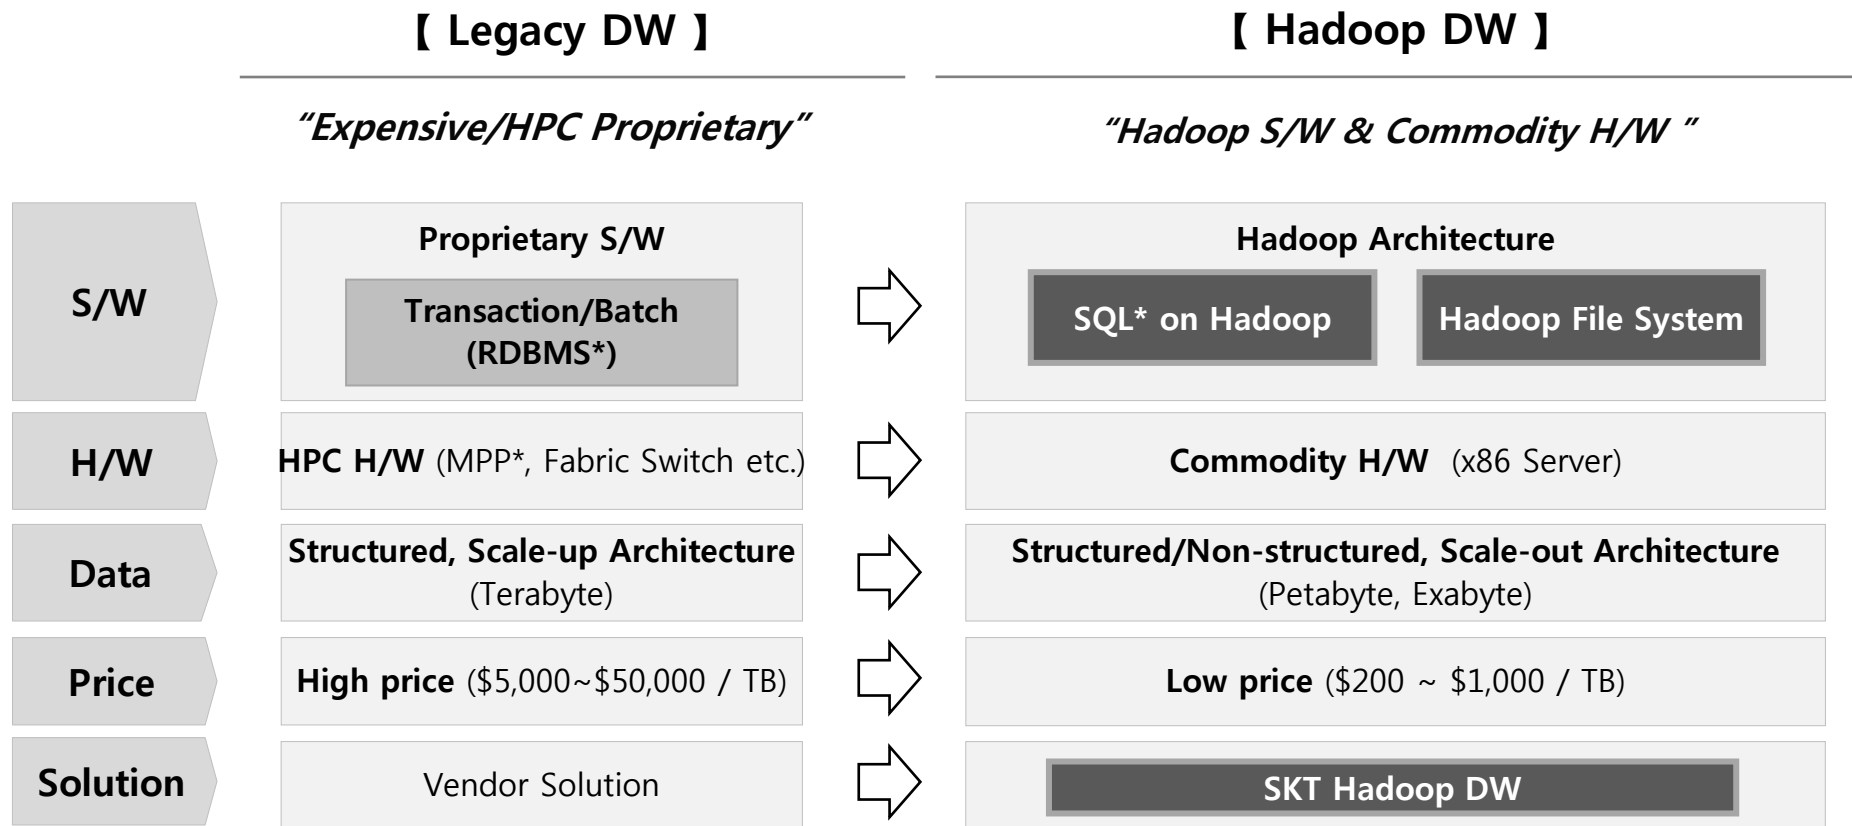 【 Legacy DW 】
【 Hadoop DW 】
“Expensive/HPC Proprietary”
“Hadoop S/W & Commodity H/W ”
S/W
Proprietary S/W
Transaction/Batch
(RDBMS*)
Hadoop Architecture
SQL* on Hadoop
Hadoop File System
H/W
HPC H/W (MPP*, Fabric Switch etc.)
Commodity H/W (x86 Server)
Data
Structured, Scale-up Architecture
(Terabyte)
Structured/Non-structured, Scale-out Architecture
(Petabyte, Exabyte)
Price
High price ($5,000~$50,000 / TB)
Low price ($200 ~ $1,000 / TB)
Solution
Vendor Solution
SKT Hadoop DW